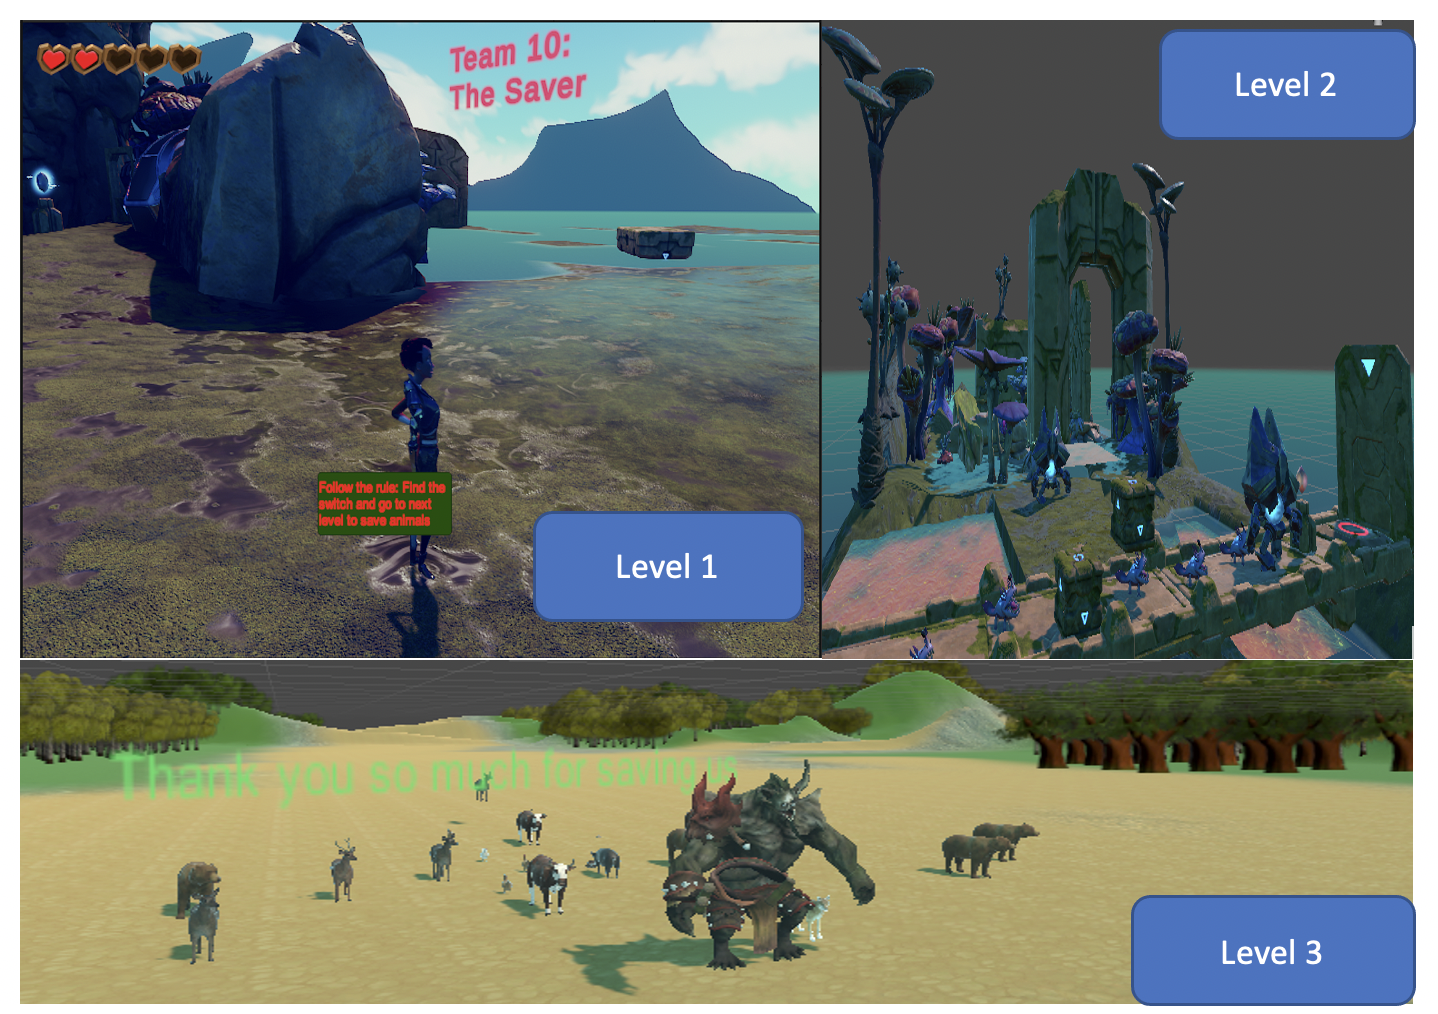 Team 10:
The Saver
Level 2
Follow the rule: Find the
switch and go to next
level to save animals
Level 1
Thank you so much for saving us
Level 3